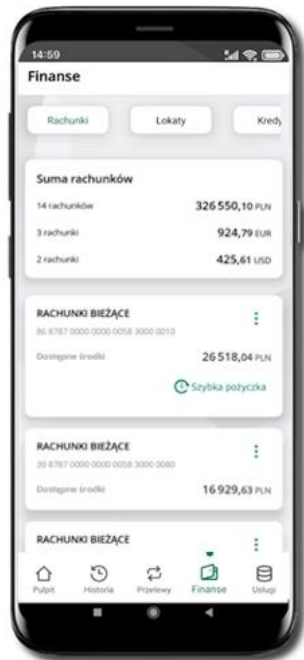 14:59
Finanse
Rachunki Lokaty Kredy
Suma rachunków
14 rachunków 326 550,10 PLN
3 rachunki 924,79 EUR
2 rachunki 425,61 USD
RACHUNKI BIEŻĄCE
86 8787 0000 0000 0058 3000 0010
Dostępne środki 26 518,04 PLN
Szybka pożyczka
RACHUNKI BIEŻĄCE
39 8787 0000 0000 0058 3000 0080
Dostępne środki 16 929,63 PLN
RACHUNKI BIEŻĄCE
Pulpit Historia Przelewy Finanse Usługi